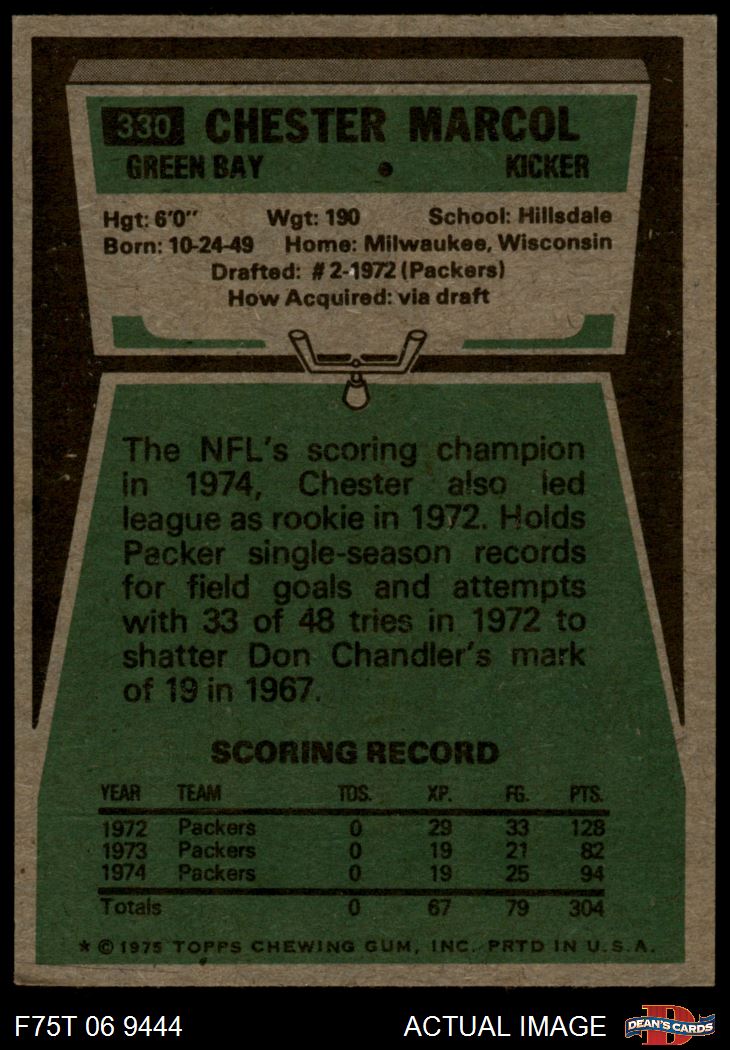 330 CHESTER MARCOL
GREEN BAY • KICKER
Hgt: 6'0" Wgt: 190 School: Hillsdale
Born: 10-24-49 Home: Milwaukee, Wisconsin
Drafted: #2-1972 (Packers)
How Acquired: via draft
The NFL's scoring champion
in 1974, Chester also led
league as rookie in 1972. Holds
Packer single-season records
for field goals and attempts
with 33 of 48 tries in 1972 to
shatter Don Chandler's mark
of 19 in 1967.
SCORING RECORD
YEAR TEAM TDS. XP. FG. PTS.
1972 Packers 0 29 33 128
1973 Packers 0 19 21 82
1974 Packers 0 19 25 94
Totals 0 67 79 304
* © 1975 TOPPS CHEWING GUM, INC. PRTD IN U.S.A.
F75T 06 9444 ACTUAL IMAGE
D
DEAN'S CARDS